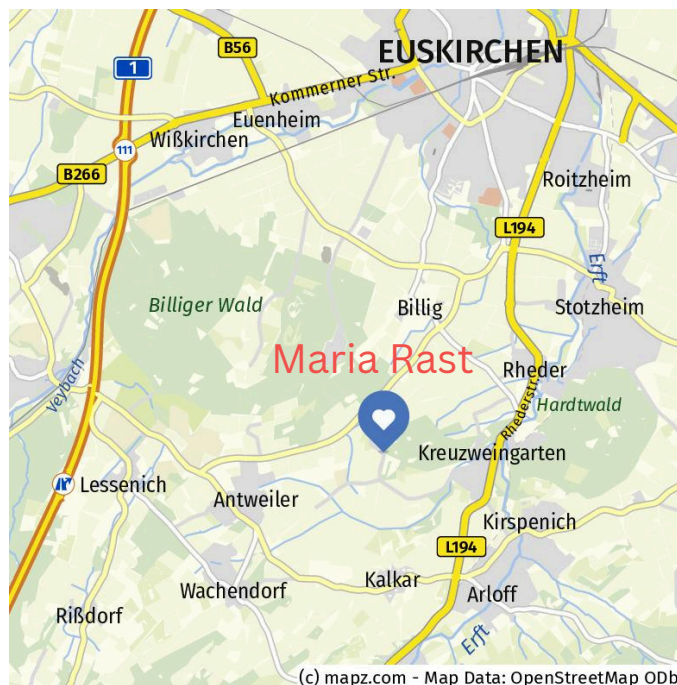 B56
EUSKIRCHEN
1
Kommerner Str.
Euenheim
Wißkirchen
111
B266
Roitzheim
L194
Erft
Billiger Wald
Billig
Stotzheim
Maria Rast
Veybach
Rheder
Rhederstr.
Hardtwald
Kreuzweingarten
Lessenich
Antweiler
Kirspenich
L194
Kalkar
Wachendorf
Arloff
Rißdorf
Erft
(c) mapz.com - Map Data: OpenStreetMap ODb